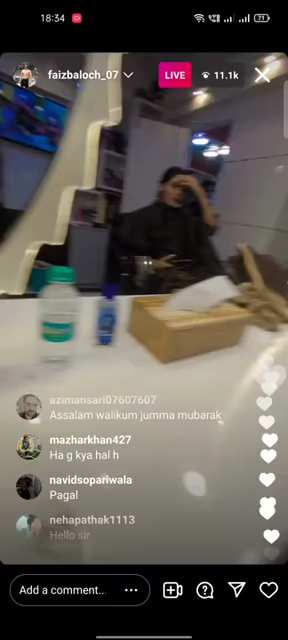 18:34
71
faizbaloch_07
LIVE
11.1k
azimansari07607607
Assalam walikum jumma mubarak
mazharkhan427
Ha g kya hal h
navidsopariwala
Pagal
nehapathak1113
Hello sir
Add a comment...